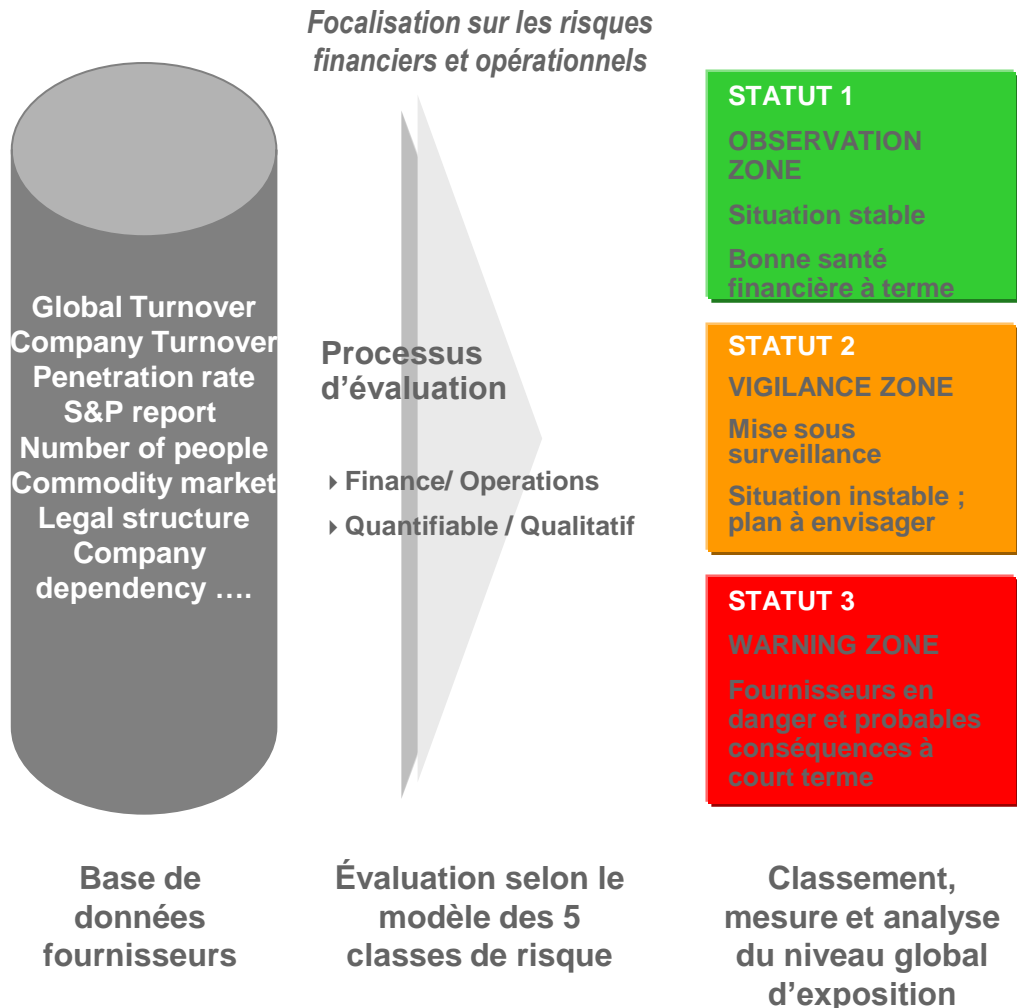 Focalisation sur les risques
financiers et opérationnels
Global Turnover
Company Turnover
Penetration rate
S&P report
Number of people
Commodity market
Legal structure
Company
dependency ….
Processus
d’évaluation
Finance/ Operations
Quantifiable / Qualitatif
STATUT 1
OBSERVATION
ZONE
Situation stable
Bonne santé
financière à terme
STATUT 2
VIGILANCE ZONE
Mise sous
surveillance
Situation instable ;
plan à envisager
STATUT 3
WARNING ZONE
Fournisseurs en
danger et probables
conséquences à
court terme
Base de
données
fournisseurs
Évaluation selon le
modèle des 5
classes de risque
Classement,
mesure et analyse
du niveau global
d’exposition